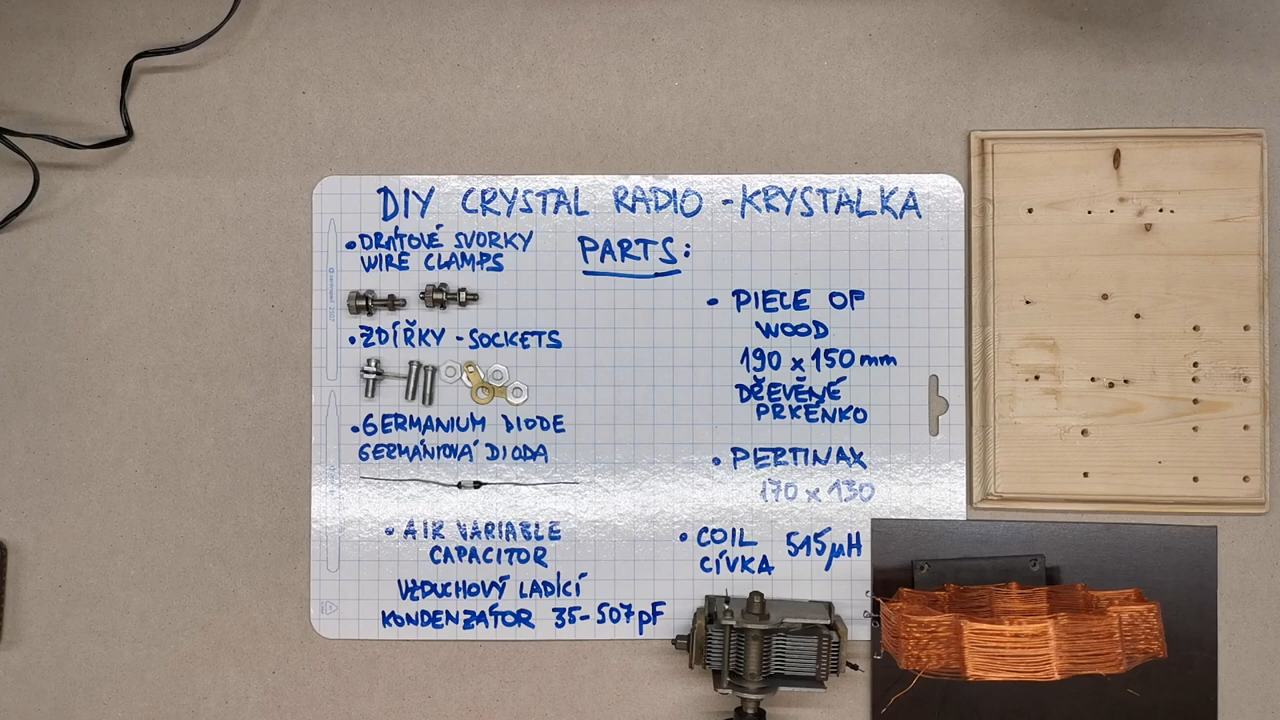 DIY CRYSTAL RADIO - KRYSTALKA
PARTS:
• DRÁTOVÉ SVORKY
WIRE CLAMPS
• ZDÍŘKY - SOCKETS
• GERMANIUM DIODE
GERMÁNIOVÁ DIODA
• AIR VARIABLE
CAPACITOR
VZDUCHOVÝ LADÍCÍ
KONDENZÁTOR 35-507pF
• PIECE OF
WOOD
190 x 150 mm
DŘEVĚNÉ
PRKÉNKO
• PERTINAX
170 x 130
• COIL 515µH
CÍVKA